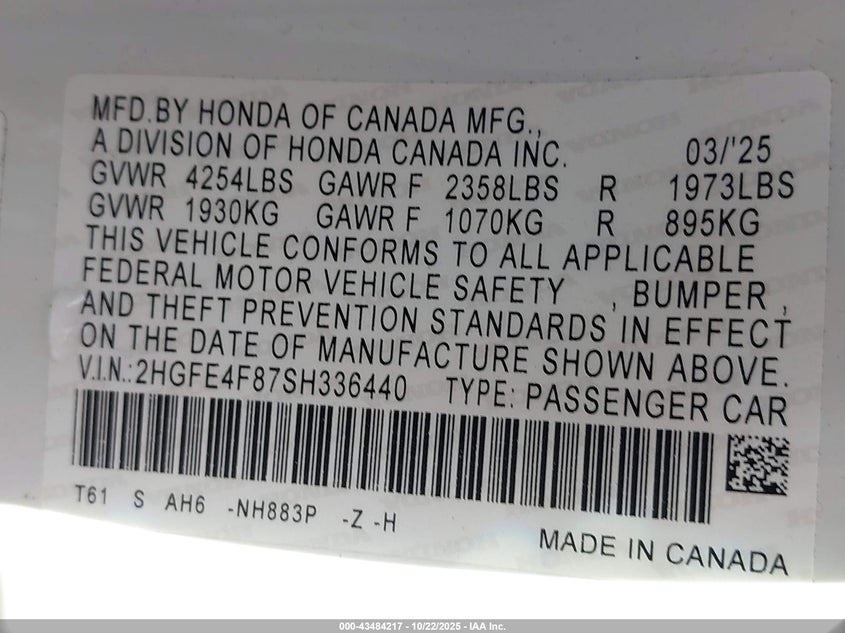 MFD.BY HONDA OF CANADA MFG.,
A DIVISION OF HONDA CANADA INC. 03/'25
GVWR 4254LBS GAWR F 2358LBS R 1973LBS
GVWR 1930KG GAWR F 1070KG R 895KG
THIS VEHICLE CONFORMS TO ALL APPLICABLE
FEDERAL MOTOR VEHICLE SAFETY , BUMPER ,
AND THEFT PREVENTION STANDARDS IN EFFECT
ON THE DATE OF MANUFACTURE SHOWN ABOVE.
V.I.N.:2HGFE4F87SH336440 TYPE: PASSENGER CAR
T61 S AH6 -NH883P -Z -H
MADE IN CANADA
000-43484217 - 10/22/2025 - IAA Inc.